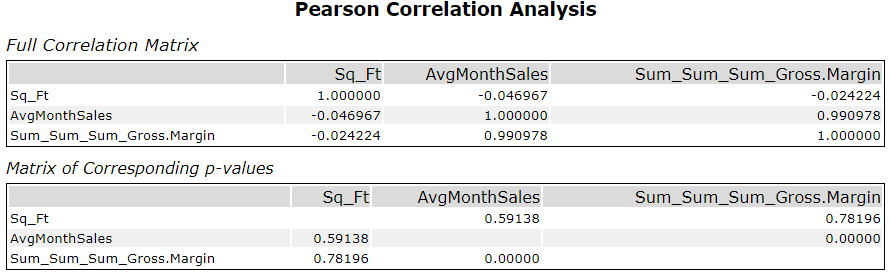 Pearson Correlation Analysis
Full Correlation Matrix
Sq_Ft AvgMonthSales Sum_Sum_Sum_Gross.Margin
Sq_Ft 1.000000 -0.046967 -0.024224
AvgMonthSales -0.046967 1.000000 0.990978
Sum_Sum_Sum_Gross.Margin -0.024224 0.990978 1.000000
Matrix of Corresponding p-values
Sq_Ft AvgMonthSales Sum_Sum_Sum_Gross.Margin
Sq_Ft 0.59138 0.78196
AvgMonthSales 0.59138 0.00000
Sum_Sum_Sum_Gross.Margin 0.78196 0.00000